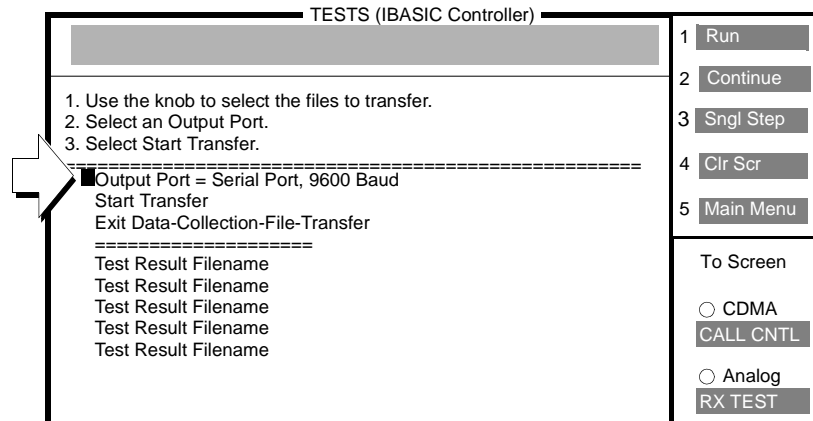 TESTS (IBASIC Controller)
1. Use the knob to select the files to transfer.
2. Select an Output Port.
3. Select Start Transfer.
=====================================================
Output Port = Serial Port, 9600 Baud
Start Transfer
Exit Data-Collection-File-Transfer
====================
Test Result Filename
Test Result Filename
Test Result Filename
Test Result Filename
Test Result Filename
1 Run
2 Continue
3 Sngl Step
4 Clr Scr
5 Main Menu
To Screen
CDMA
CALL CNTL
Analog
RX TEST